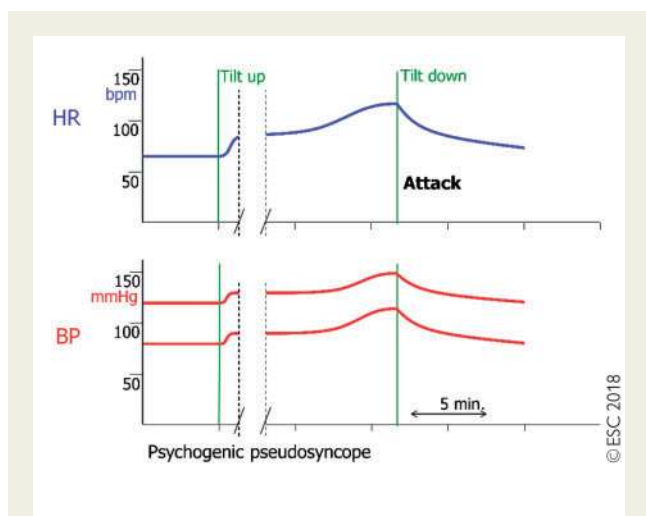 150
Tilt up
Tilt down
bpm
HR
100
50
Attack
150
mmHg
100
BP
50
5 min.
Psychogenic pseudosyncope
©ESC 2018